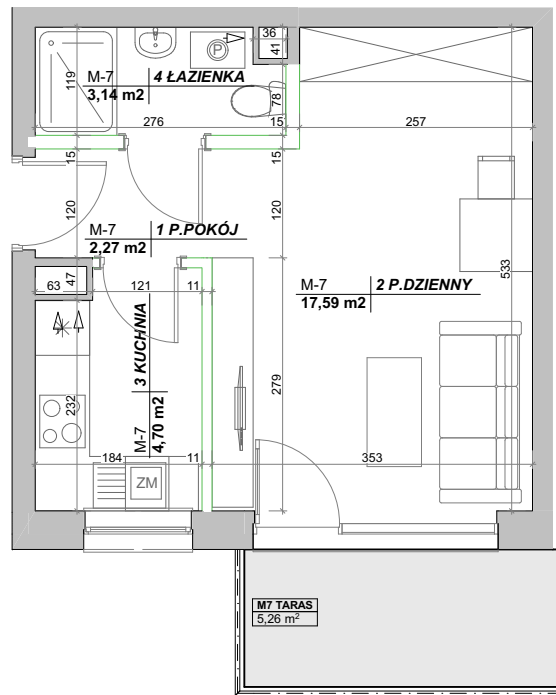 36
41
M-7 4 ŁAZIENKA
3,14 m2
P
119
78
276
15
257
15
15
120
120
M-7 1 P.POKÓJ
2,27 m2
533
63
47
121
11
M-7 2 P.DZIENNY
17,59 m2
M-7 3 KUCHNIA
4,70 m2
232
279
184
11
353
ZM
M7 TARAS
5,26 m²